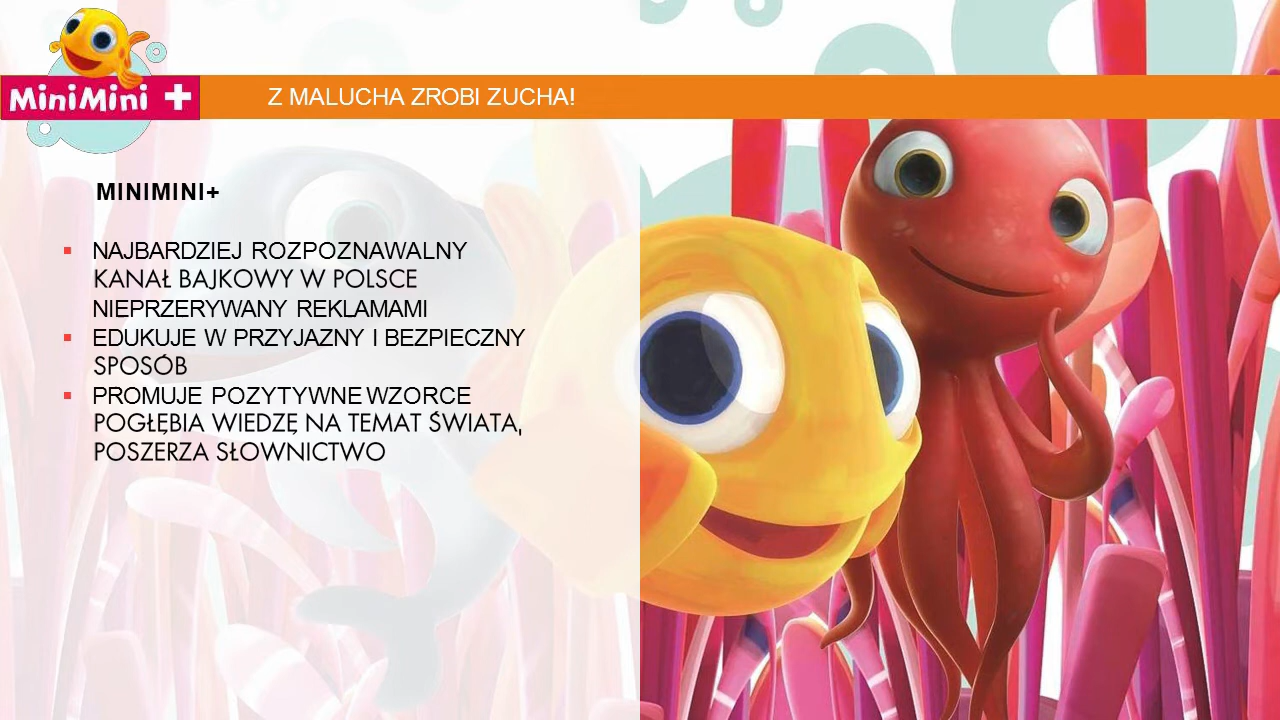 MiniMini +
Z MALUCHA ZROBI ZUCHA!
MINIMINI+
▪ NAJBARDZIEJ ROZPOZNAWALNY
KANAŁ BAJKOWY W POLSCE
NIEPRZERYWANY REKLAMAMI
▪ EDUKUJE W PRZYJAZNY I BEZPIECZNY
SPOSÓB
▪ PROMUJE POZYTYWNE WZORCE
POGŁĘBIA WIEDZĘ NA TEMAT ŚWIATA,
POSZERZA SŁOWNICTWO